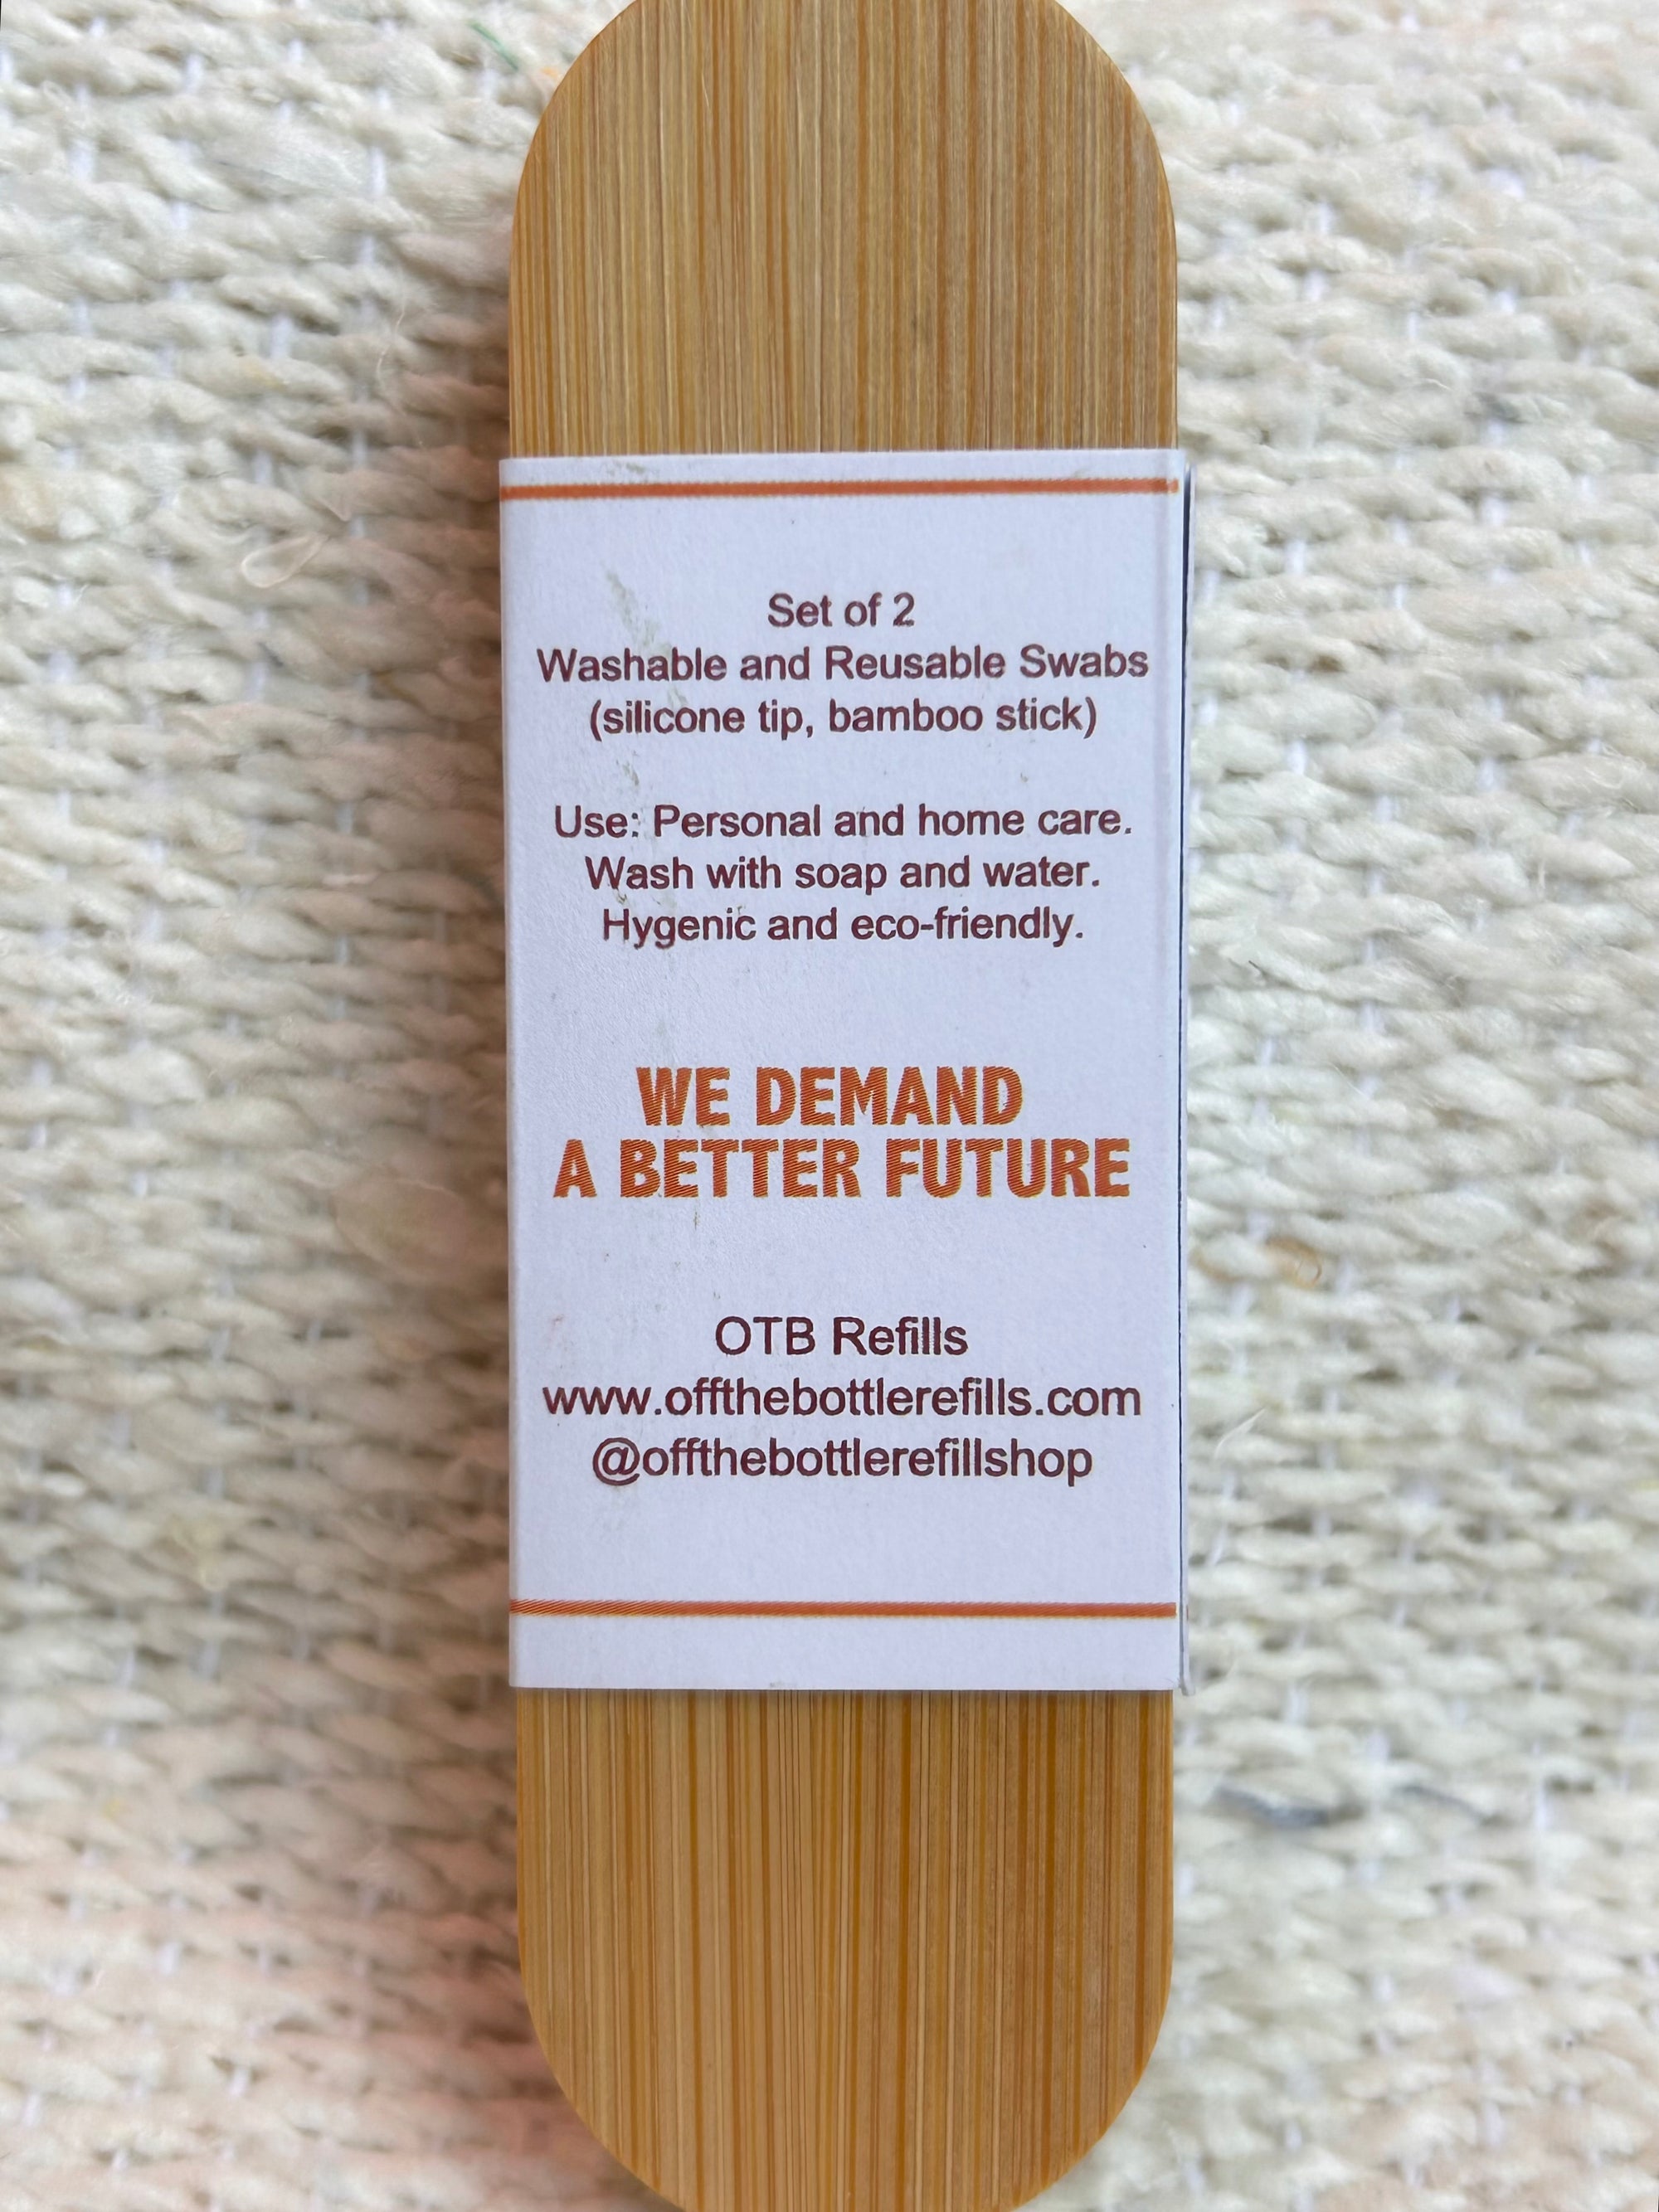 Set of 2
Washable and Reusable Swabs
(silicone tip, bamboo stick)
Use: Personal and home care.
Wash with soap and water.
Hygenic and eco-friendly.
WE DEMAND
A BETTER FUTURE
OTB Refills
www.offthebottlerefills.com
@offthebottlerefillshop